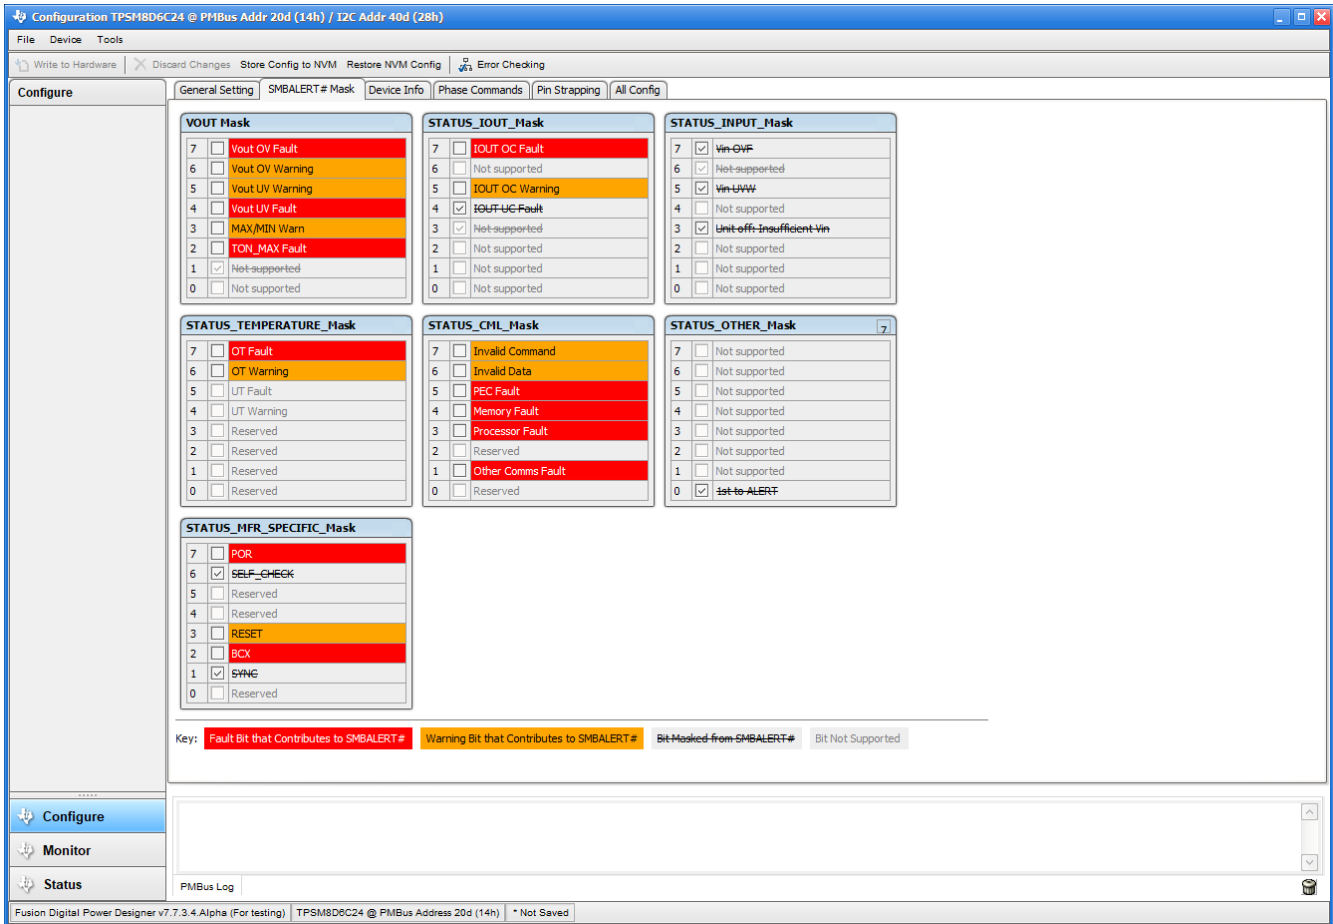 Configuration TPSM8D6C24 @ PMBus Addr 20d (14h) / I2C Addr 40d (28h)
File Device Tools
Write to Hardware Discard Changes Store Config to NVM Restore NVM Config Error Checking
Configure
General Setting SMBALERT# Mask Device Info Phase Commands Pin Strapping All Config
VOUT Mask
7 Vout OV Fault
6 Vout OV Warning
5 Vout UV Warning
4 Vout UV Fault
3 MAX/MIN Warn
2 TON_MAX Fault
1 Not supported
0 Not supported
STATUS_IOUT_Mask
7 IOUT OC Fault
6 Not supported
5 IOUT OC Warning
4 IOUT UC Fault
3 Not supported
2 Not supported
1 Not supported
0 Not supported
STATUS_INPUT_Mask
7 Vin OVF
6 Not supported
5 Vin UVW
4 Not supported
3 Unit off: Insufficient Vin
2 Not supported
1 Not supported
0 Not supported
STATUS_TEMPERATURE_Mask
7 OT Fault
6 OT Warning
5 UT Fault
4 UT Warning
3 Reserved
2 Reserved
1 Reserved
0 Reserved
STATUS_CML_Mask
7 Invalid Command
6 Invalid Data
5 PEC Fault
4 Memory Fault
3 Processor Fault
2 Reserved
1 Other Comms Fault
0 Reserved
STATUS_OTHER_Mask 7
7 Not supported
6 Not supported
5 Not supported
4 Not supported
3 Not supported
2 Not supported
1 Not supported
0 1st to ALERT
STATUS_MFR_SPECIFIC_Mask
7 POR
6 SELF_CHECK
5 Reserved
4 Reserved
3 RESET
2 BCX
1 SYNC
0 Reserved
Key: Fault Bit that Contributes to SMBALERT# Warning Bit that Contributes to SMBALERT# Bit Masked from SMBALERT# Bit Not Supported
Configure
Monitor
Status
PMBus Log
Fusion Digital Power Designer v7.7.3.4.Alpha (For testing) TPSM8D6C24 @ PMBus Address 20d (14h) * Not Saved